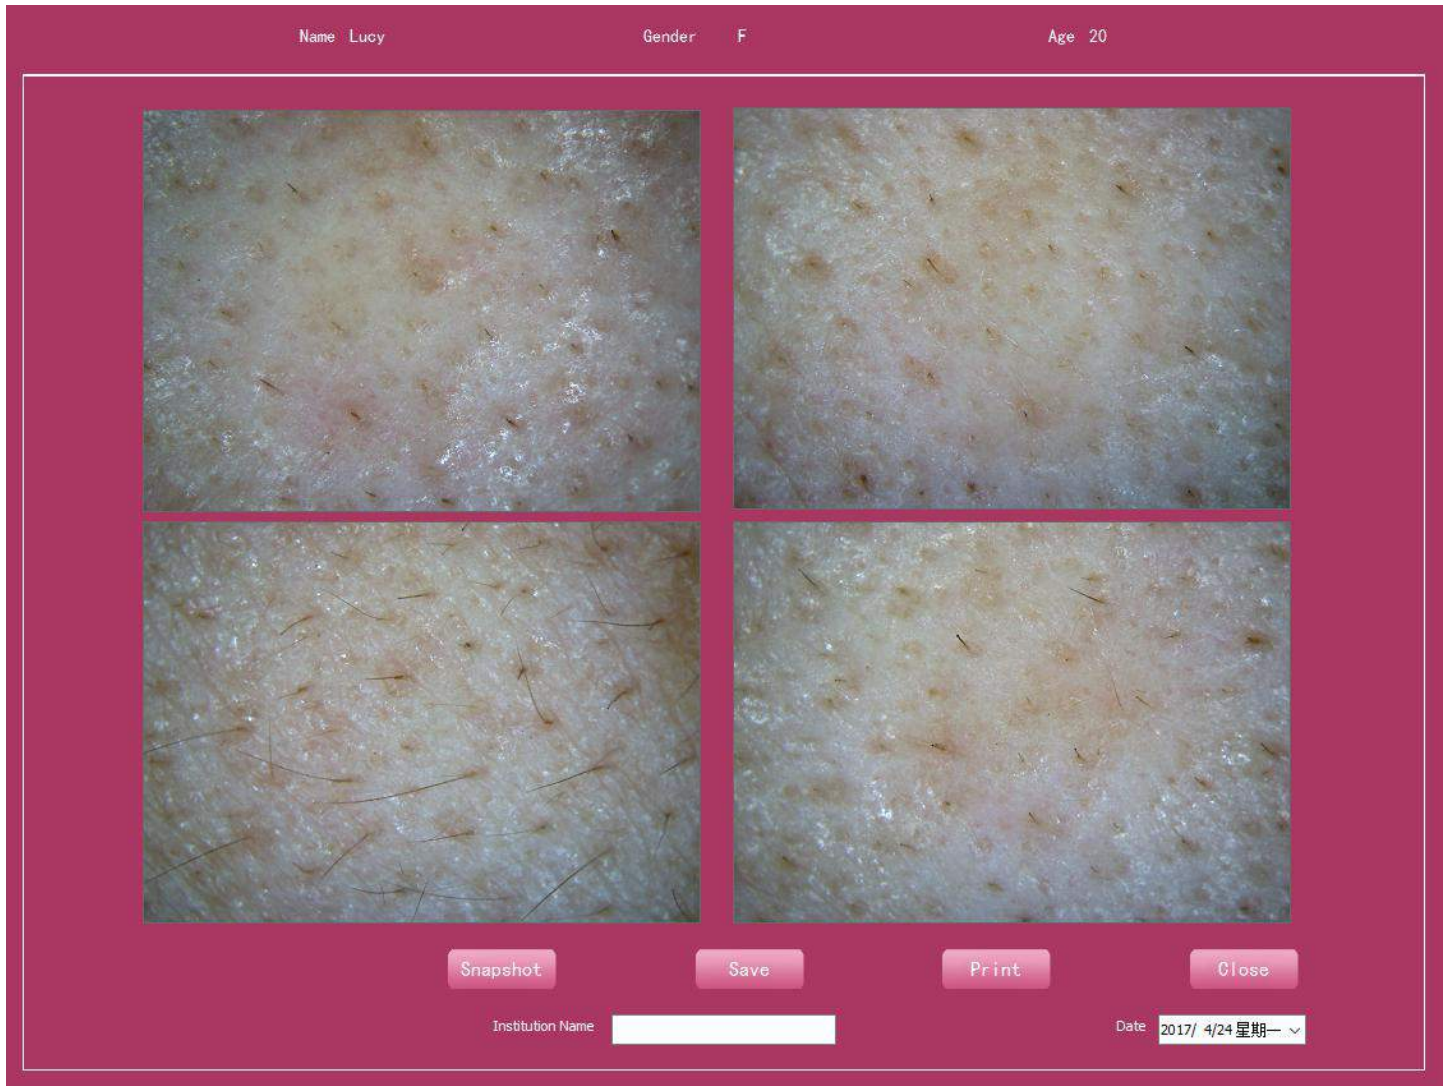 Name Lucy Gender F Age 20
Snapshot Save Print Close
Institution Name Date 2017/ 4/24 星期一